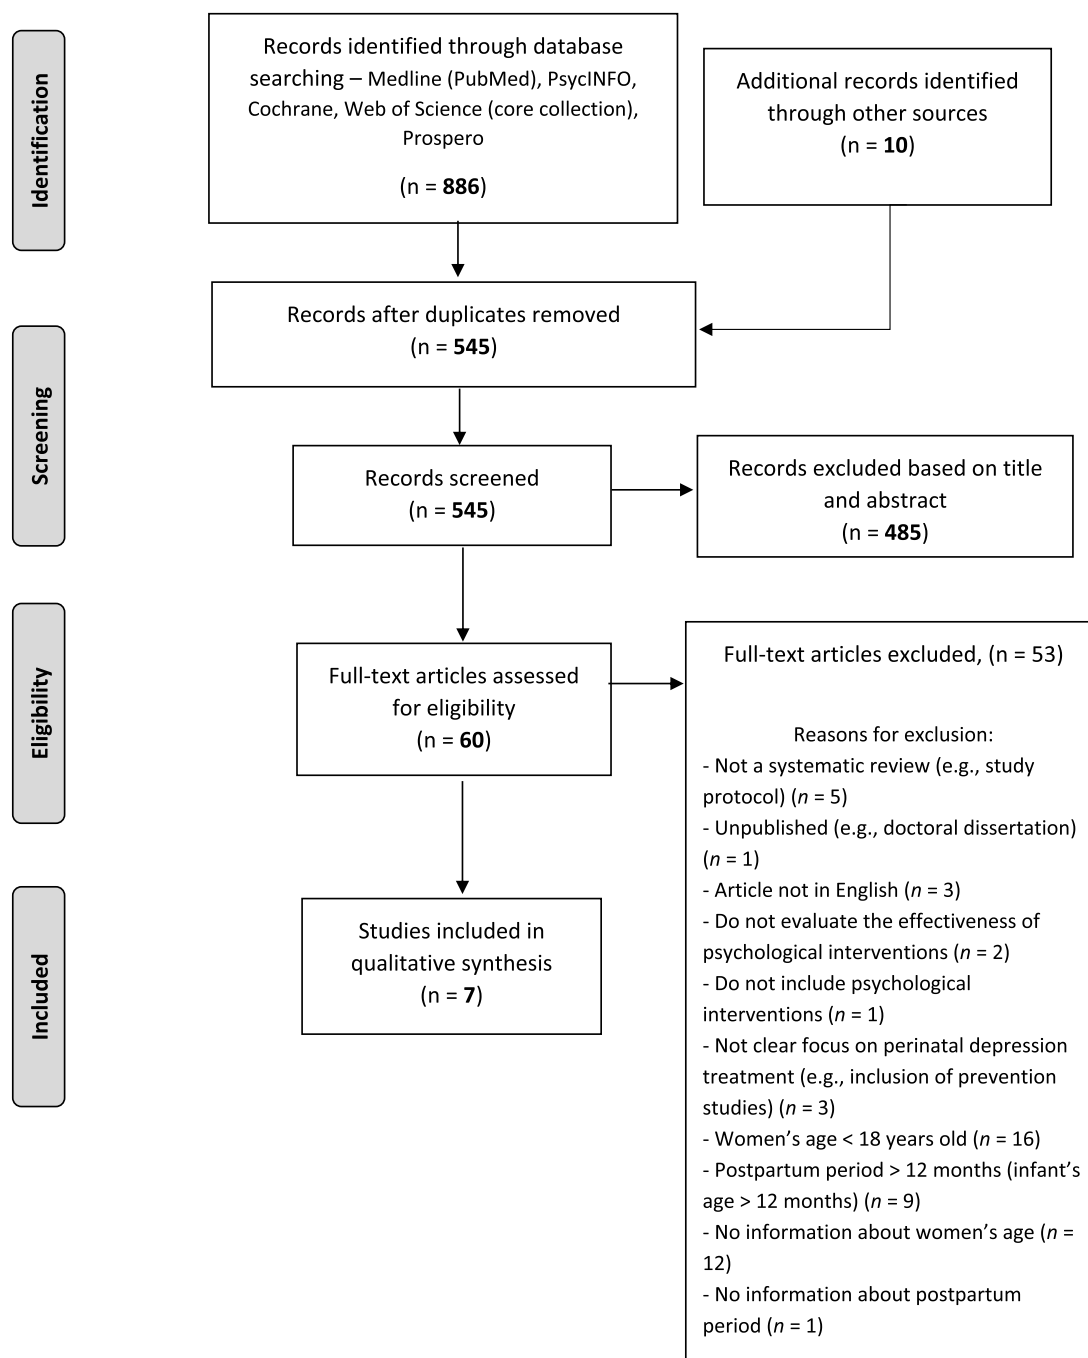 Identification
Records identified through database
searching – Medline (PubMed), PsycINFO,
Cochrane, Web of Science (core collection),
Prospero
(n = 886)
Additional records identified
through other sources
(n = 10)
Records after duplicates removed
(n = 545)
Screening
Records screened
(n = 545)
Records excluded based on title
and abstract
(n = 485)
Eligibility
Full-text articles assessed
for eligibility
(n = 60)
Full-text articles excluded, (n = 53)
Reasons for exclusion:
- Not a systematic review (e.g., study
protocol) (n = 5)
- Unpublished (e.g., doctoral dissertation)
(n = 1)
- Article not in English (n = 3)
- Do not evaluate the effectiveness of
psychological interventions (n = 2)
- Do not include psychological
interventions (n = 1)
- Not clear focus on perinatal depression
treatment (e.g., inclusion of prevention
studies) (n = 3)
- Women’s age < 18 years old (n = 16)
- Postpartum period > 12 months (infant’s
age > 12 months) (n = 9)
- No information about women’s age (n =
12)
- No information about postpartum
period (n = 1)
Included
Studies included in
qualitative synthesis
(n = 7)